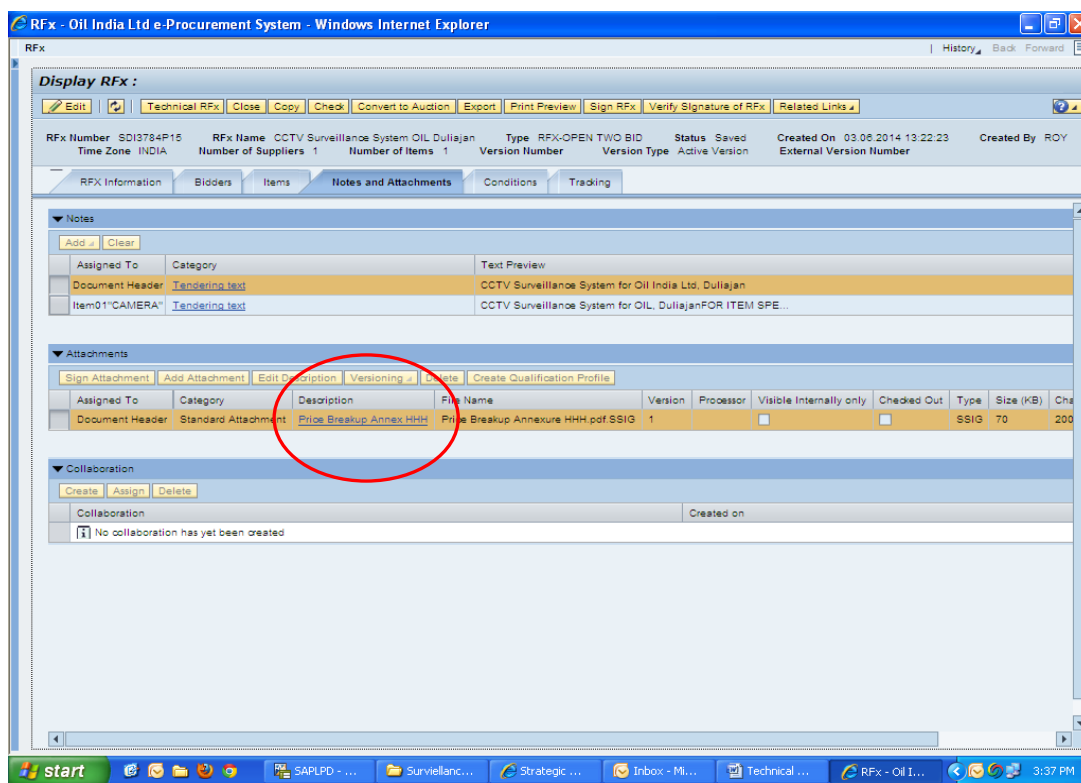 RFx - Oil India Ltd e-Procurement System - Windows Internet Explorer
RFx | History Back Forward
Display RFx :
Edit Technical RFx Close Copy Check Convert to Auction Export Print Preview Sign RFx Verify Signature of RFx Related Links
RFx Number SDI3784P15 RFx Name CCTV Surveillance System OIL Duliajan Type RFX-OPEN TWO BID Status Saved Created On 03.06.2014 13:22:23 Created By ROY
Time Zone INDIA Number of Suppliers 1 Number of Items 1 Version Number Version Type Active Version External Version Number
RFX Information Bidders Items Notes and Attachments Conditions Tracking
Notes
Add Clear
Assigned To Category Text Preview
Document Header Tendering text CCTV Surveillance System for Oil India Ltd, Duliajan
Item01"CAMERA" Tendering text CCTV Surveillance System for OIL, DuliajanFOR ITEM SPE...
Attachments
Sign Attachment Add Attachment Edit Description Versioning Delete Create Qualification Profile
Assigned To Category Description File Name Version Processor Visible Internally only Checked Out Type Size (KB) Cha
Document Header Standard Attachment Price Breakup Annex HHH Price Breakup Annexure HHH.pdf.SSIG 1 SSIG 70 200
Collaboration
Create Assign Delete
Collaboration Created on
No collaboration has yet been created
start SAPLPD - ... Surviellanc... Strategic ... Inbox - Mi... Technical ... RFx - Oil I... 3:37 PM